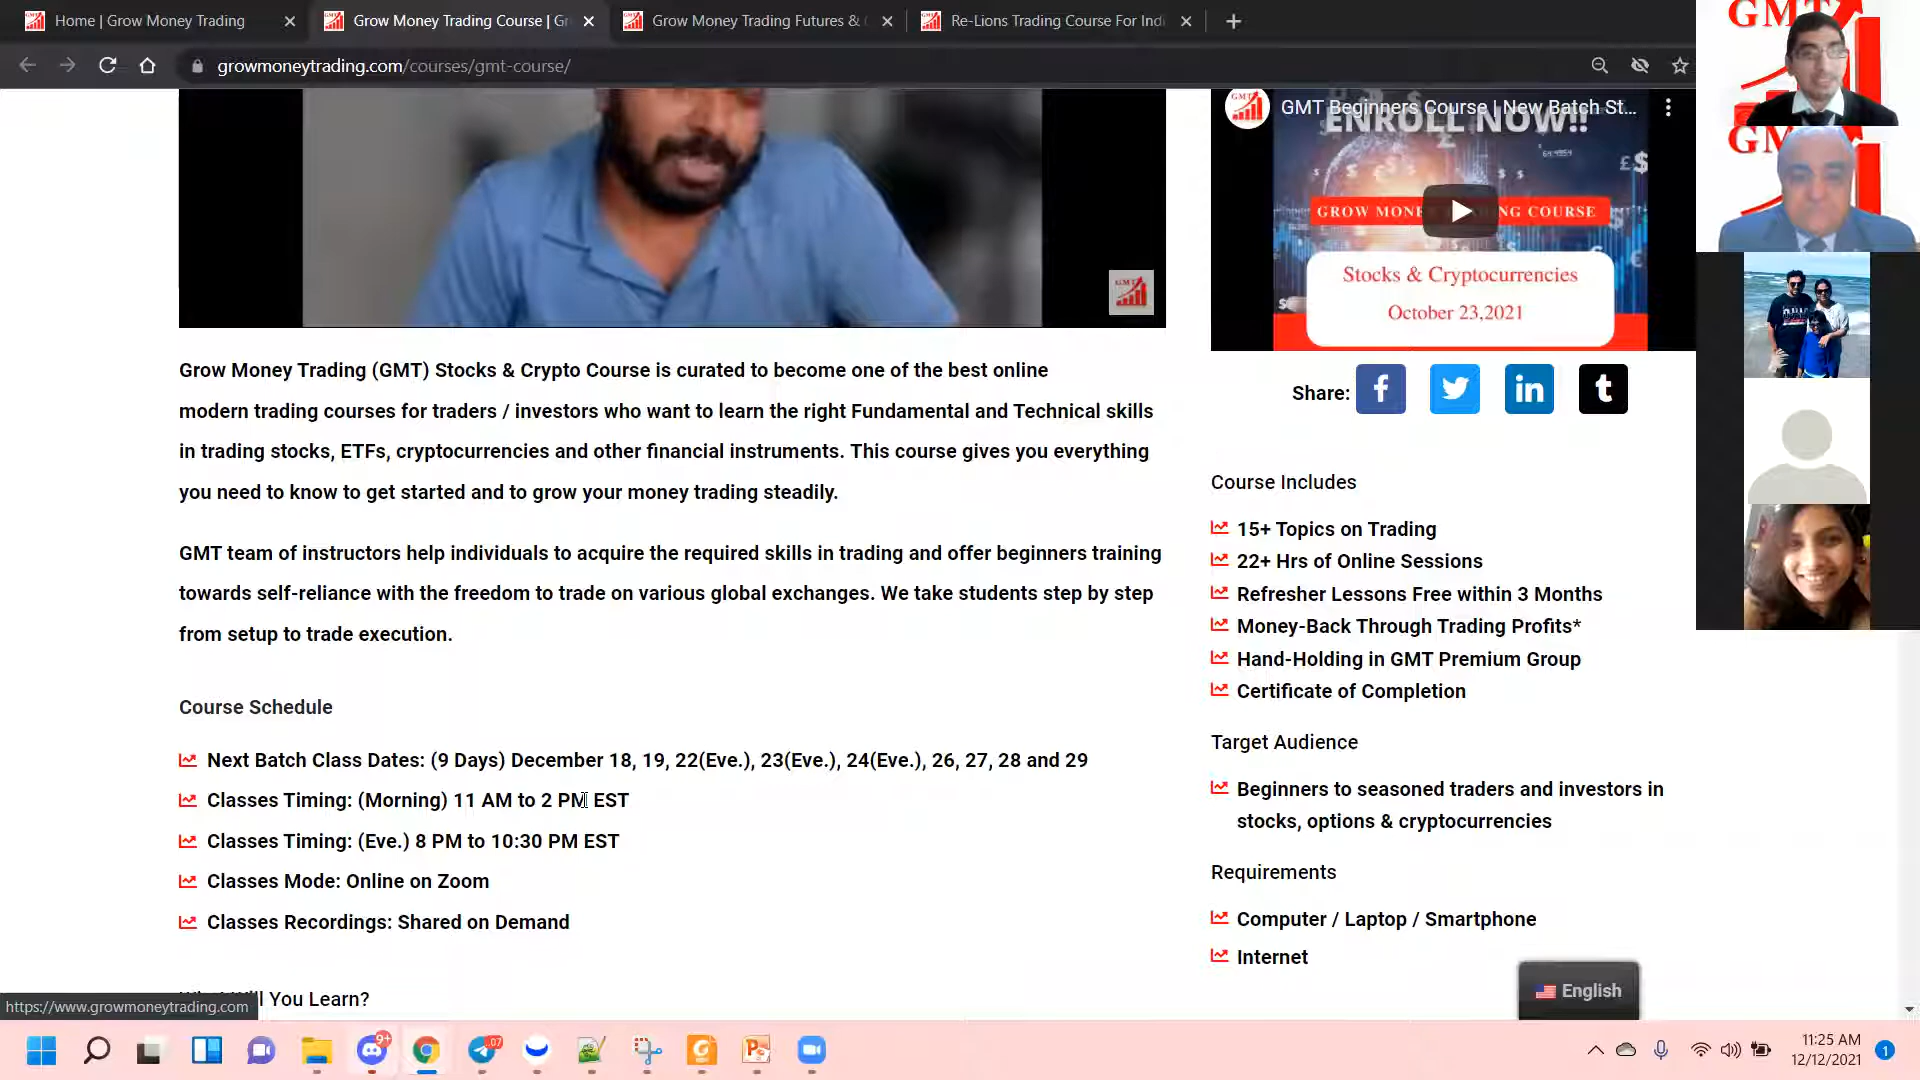 Home | Grow Money Trading
Grow Money Trading Course | Gr
Grow Money Trading Futures &
Re-Lions Trading Course For Ind
growmoneytrading.com/courses/gmt-course/
GMT
GMT
GMT
GMT Beginners Course | New Batch St...
ENROLL NOW!!
GROW MONEY TRADING COURSE
Stocks & Cryptocurrencies
October 23,2021
GMT
Share:
Grow Money Trading (GMT) Stocks & Crypto Course is curated to become one of the best online
modern trading courses for traders / investors who want to learn the right Fundamental and Technical skills
in trading stocks, ETFs, cryptocurrencies and other financial instruments. This course gives you everything
you need to know to get started and to grow your money trading steadily.
GMT team of instructors help individuals to acquire the required skills in trading and offer beginners training
towards self-reliance with the freedom to trade on various global exchanges. We take students step by step
from setup to trade execution.
Course Schedule
Next Batch Class Dates: (9 Days) December 18, 19, 22(Eve.), 23(Eve.), 24(Eve.), 26, 27, 28 and 29
Classes Timing: (Morning) 11 AM to 2 PM EST
Classes Timing: (Eve.) 8 PM to 10:30 PM EST
Classes Mode: Online on Zoom
Classes Recordings: Shared on Demand
Will You Learn?
Course Includes
15+ Topics on Trading
22+ Hrs of Online Sessions
Refresher Lessons Free within 3 Months
Money-Back Through Trading Profits*
Hand-Holding in GMT Premium Group
Certificate of Completion
Target Audience
Beginners to seasoned traders and investors in
stocks, options & cryptocurrencies
Requirements
Computer / Laptop / Smartphone
Internet
English
https://www.growmoneytrading.com
9+
07
11:25 AM
12/12/2021
1